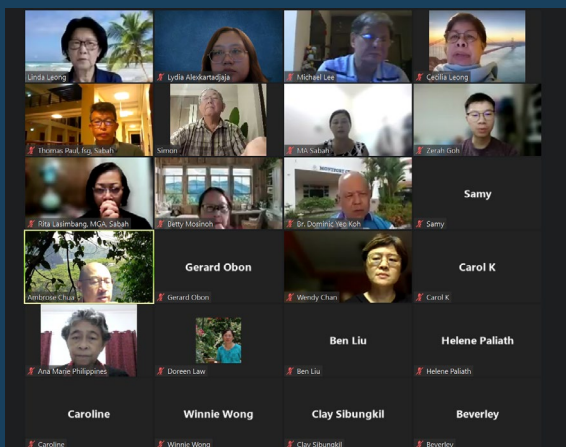 Linda Leong
Lydia Alexkartadjaja
Michael Lee
Cecilia Leong
Thomas Paul, fsg, Sabah
Simon
MA Sabah
Zerah Goh
Rita Lasimbang, MGA, Sabah
Betty Mosinoh
Br. Dominic Yeo Koh
Samy
Samy
Ambrose Chua
Gerard Obon
Gerard Obon
Wendy Chan
Carol K
Carol K
Ana Marie Philippines
Doreen Law
Ben Liu
Ben Liu
Helene Paliath
Helene Paliath
Caroline
Caroline
Winnie Wong
Winnie Wong
Clay Sibungkil
Clay Sibungkil
Beverley
Beverley